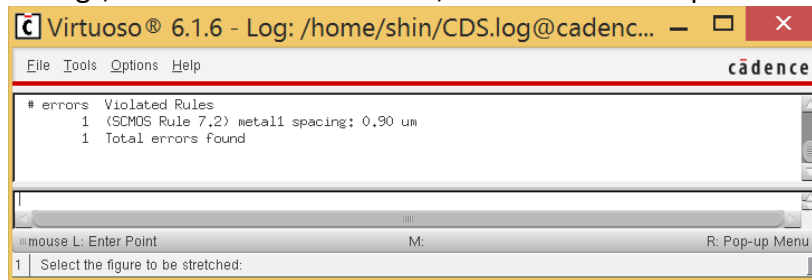 Virtuoso® 6.1.6 - Log: /home/shin/CDS.log@cadenc...
File Tools Options Help
cādence
# errors Violated Rules
1 (SCMOS Rule 7.2) metal1 spacing: 0.90 um
1 Total errors found
mouse L: Enter Point M: R: Pop-up Menu
1 Select the figure to be stretched: